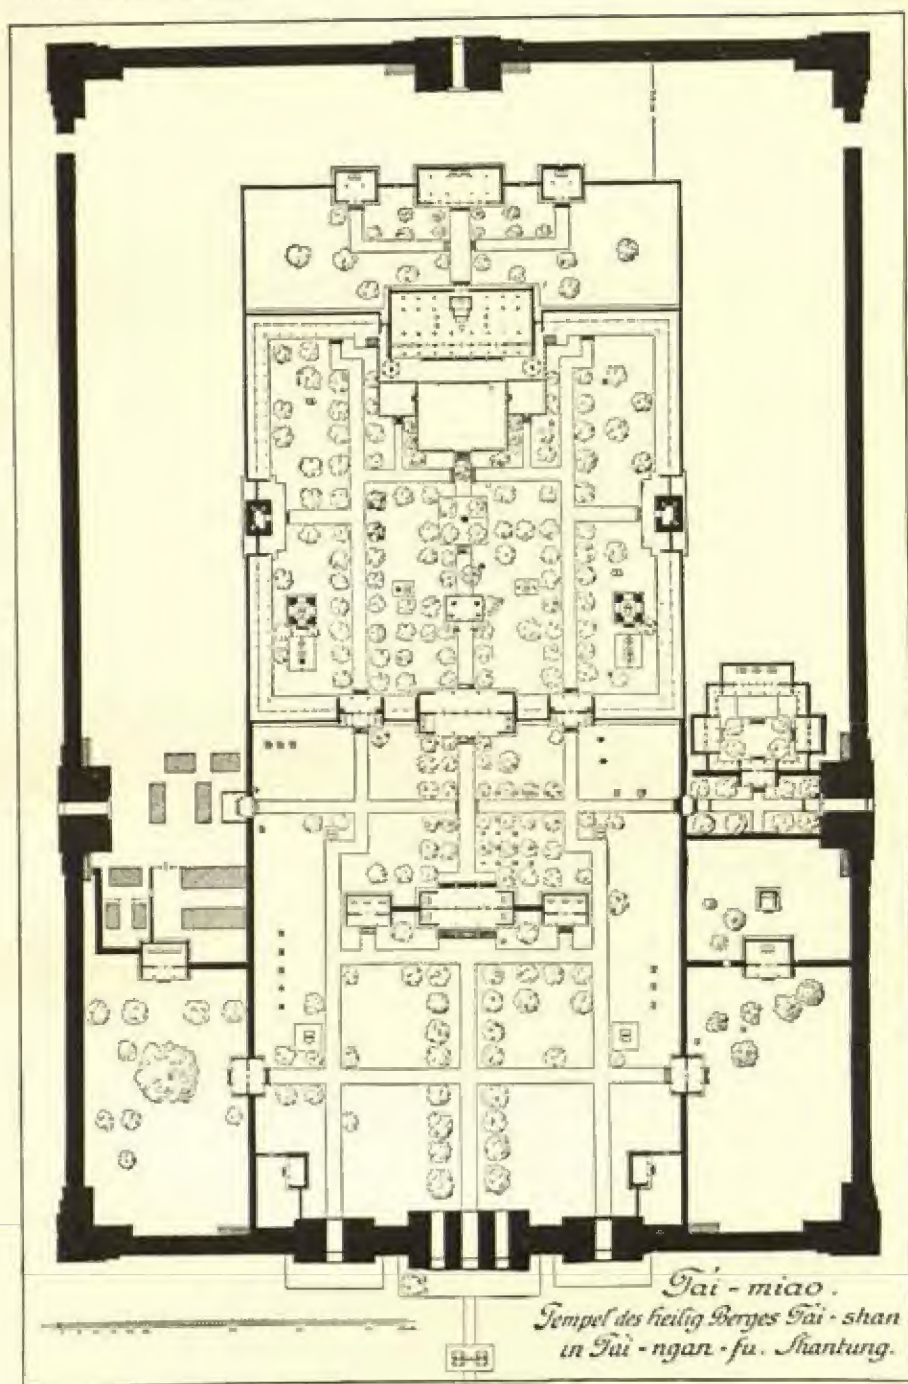 Tai - miao.
Tempel des heilig Berges Tai - shan
in Tai - ngan - fu. Shantung.